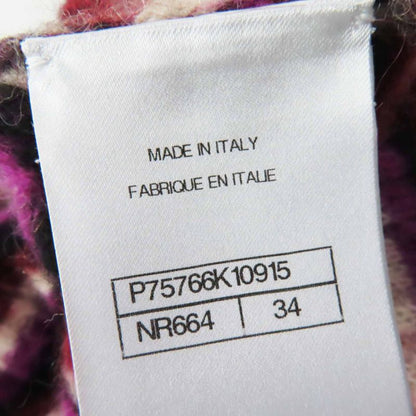 MADE IN ITALY
FABRIQUE EN ITALIE
P75766K10915
NR664 34